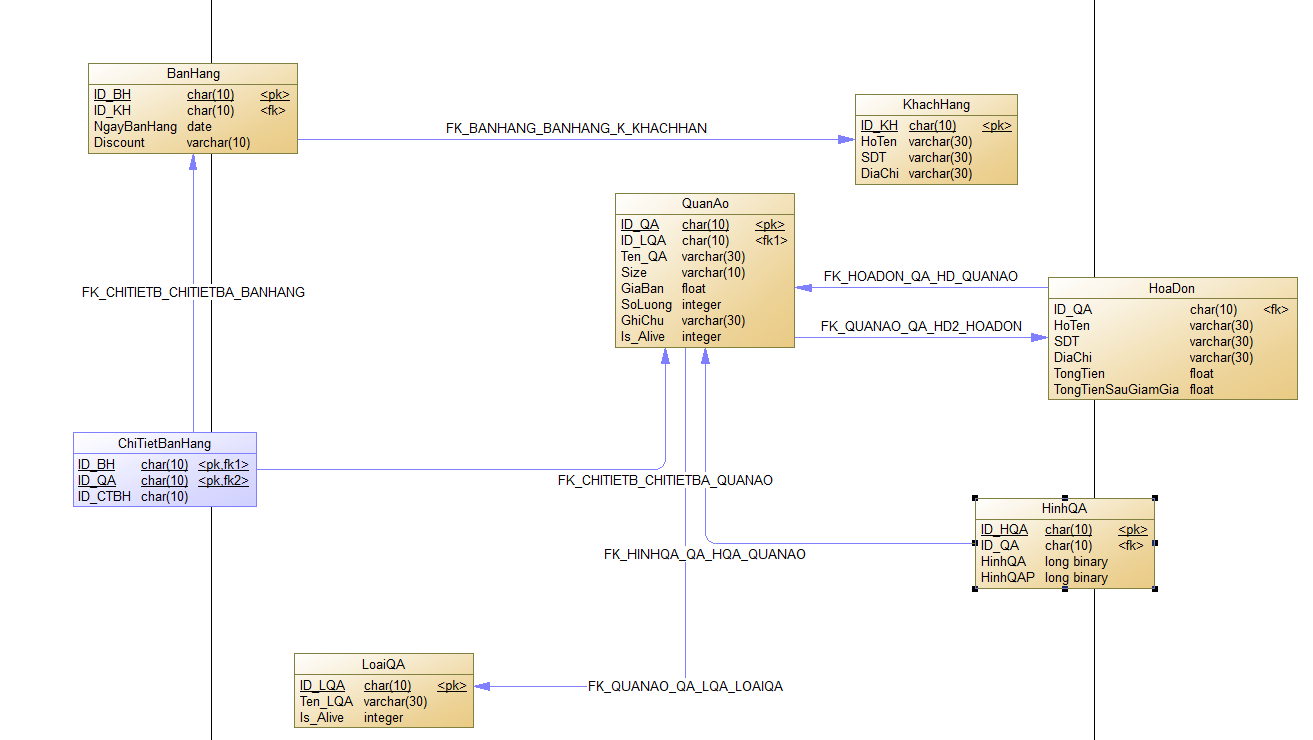 BanHang
ID_BH char(10) <pk>
ID_KH char(10) <fk>
NgayBanHang date
Discount varchar(10)
FK_BANHANG_BANHANG_K_KHACHHAN
KhachHang
ID_KH char(10) <pk>
HoTen varchar(30)
SDT varchar(30)
DiaChi varchar(30)
QuanAo
ID_QA char(10) <pk>
ID_LQA char(10) <fk1>
Ten_QA varchar(30)
Size varchar(10)
GiaBan float
SoLuong integer
GhiChu varchar(30)
Is_Alive integer
FK_CHITIETB_CHITIETBA_BANHANG
FK_HOADON_QA_HD_QUANAO
FK_QUANAO_QA_HD2_HOADON
HoaDon
ID_QA char(10) <fk>
HoTen varchar(30)
SDT varchar(30)
DiaChi varchar(30)
TongTien float
TongTienSauGiamGia float
ChiTietBanHang
ID_BH char(10) <pk,fk1>
ID_QA char(10) <pk,fk2>
ID_CTBH char(10)
FK_CHITIETB_CHITIETBA_QUANAO
HinhQA
ID_HQA char(10) <pk>
ID_QA char(10) <fk>
HinhQA long binary
HinhQAP long binary
FK_HINHQA_QA_HQA_QUANAO
LoaiQA
ID_LQA char(10) <pk>
Ten_LQA varchar(30)
Is_Alive integer
FK_QUANAO_QA_LQA_LOAIQA